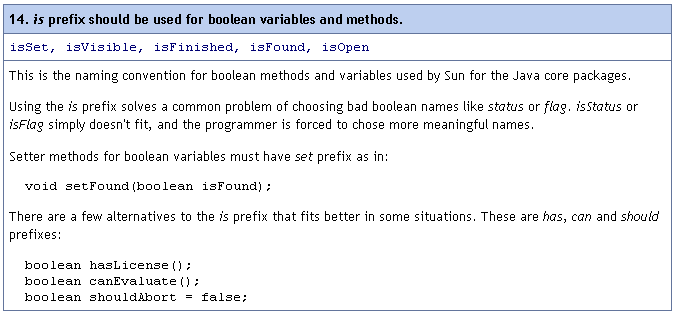 14. is prefix should be used for boolean variables and methods.
isSet, isVisible, isFinished, isFound, isOpen
This is the naming convention for boolean methods and variables used by Sun for the Java core packages.
Using the is prefix solves a common problem of choosing bad boolean names like status or flag. isStatus or
isFlag simply doesn't fit, and the programmer is forced to chose more meaningful names.
Setter methods for boolean variables must have set prefix as in:
void setFound(boolean isFound);
There are a few alternatives to the is prefix that fits better in some situations. These are has, can and should
prefixes:
boolean hasLicense();
boolean canEvaluate();
boolean shouldAbort = false;